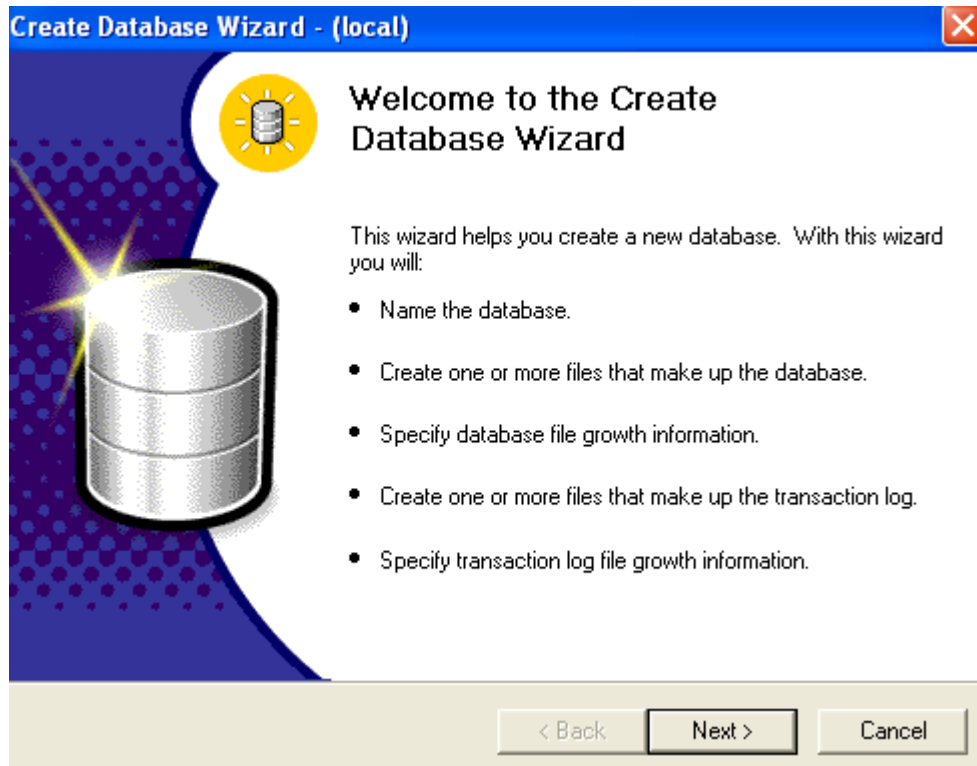 Create Database Wizard - (local)
Welcome to the Create
Database Wizard
This wizard helps you create a new database. With this wizard
you will:
• Name the database.
• Create one or more files that make up the database.
• Specify database file growth information.
• Create one or more files that make up the transaction log.
• Specify transaction log file growth information.
< Back
Next >
Cancel